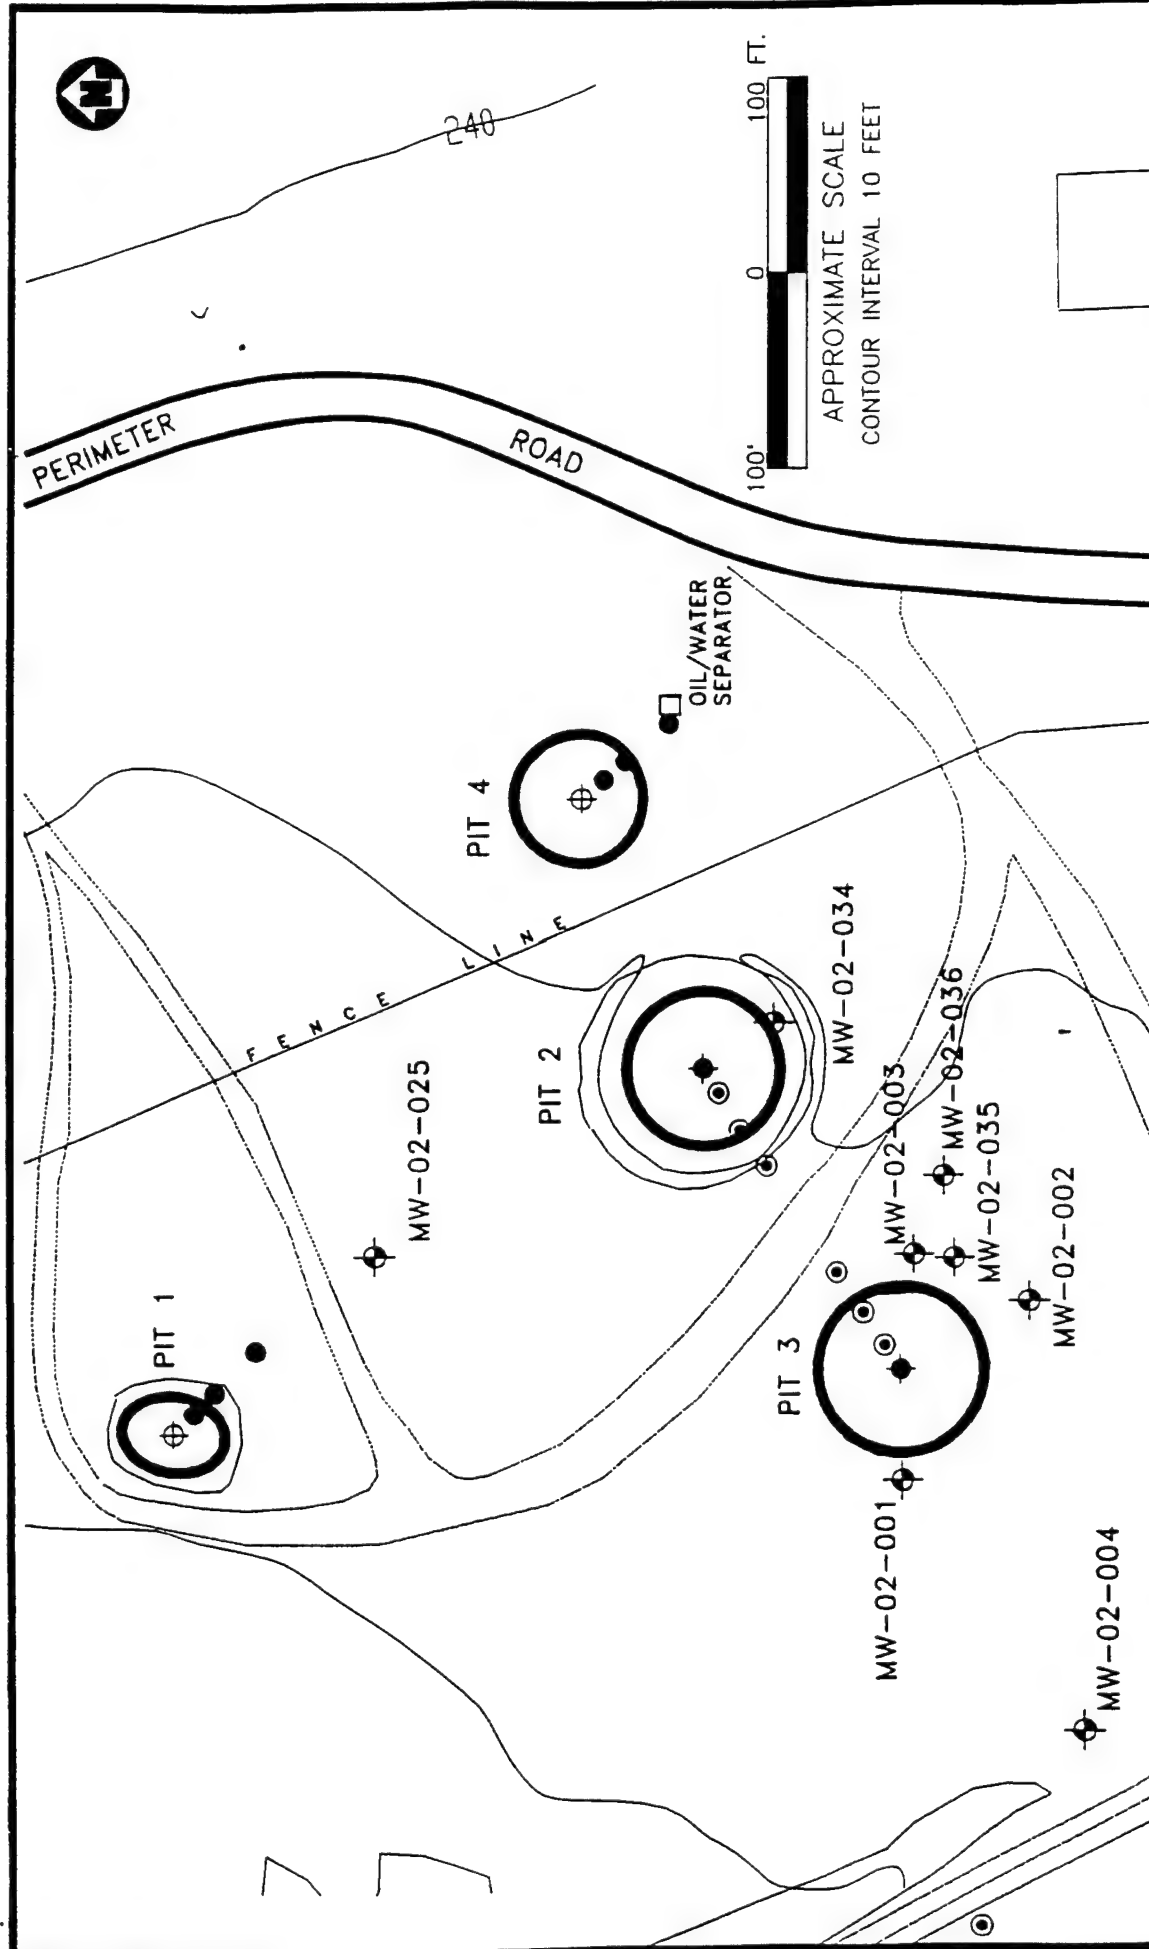 N
240
100' 0 100 FT.
APPROXIMATE SCALE
CONTOUR INTERVAL 10 FEET
PERIMETER
ROAD
OIL/WATER
SEPARATOR
PIT 4
FENCE LINE
MW-02-034
PIT 2
MW-02-036
MW-02-003
MW-02-025
MW-02-035
MW-02-002
PIT 1
PIT 3
MW-02-001
MW-02-004